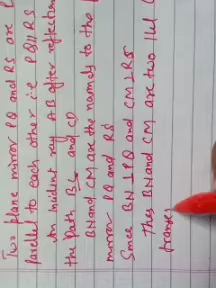 Two plane mirror PQ and RS are
parallel to each other i.e PQ||RS
An incident ray AB after reflection
the Path BC and CD
BN and CM are the normals to the
mirror PQ and RS
Since BN ⊥ PQ and CM ⊥ RS
Thus BN and CM are two